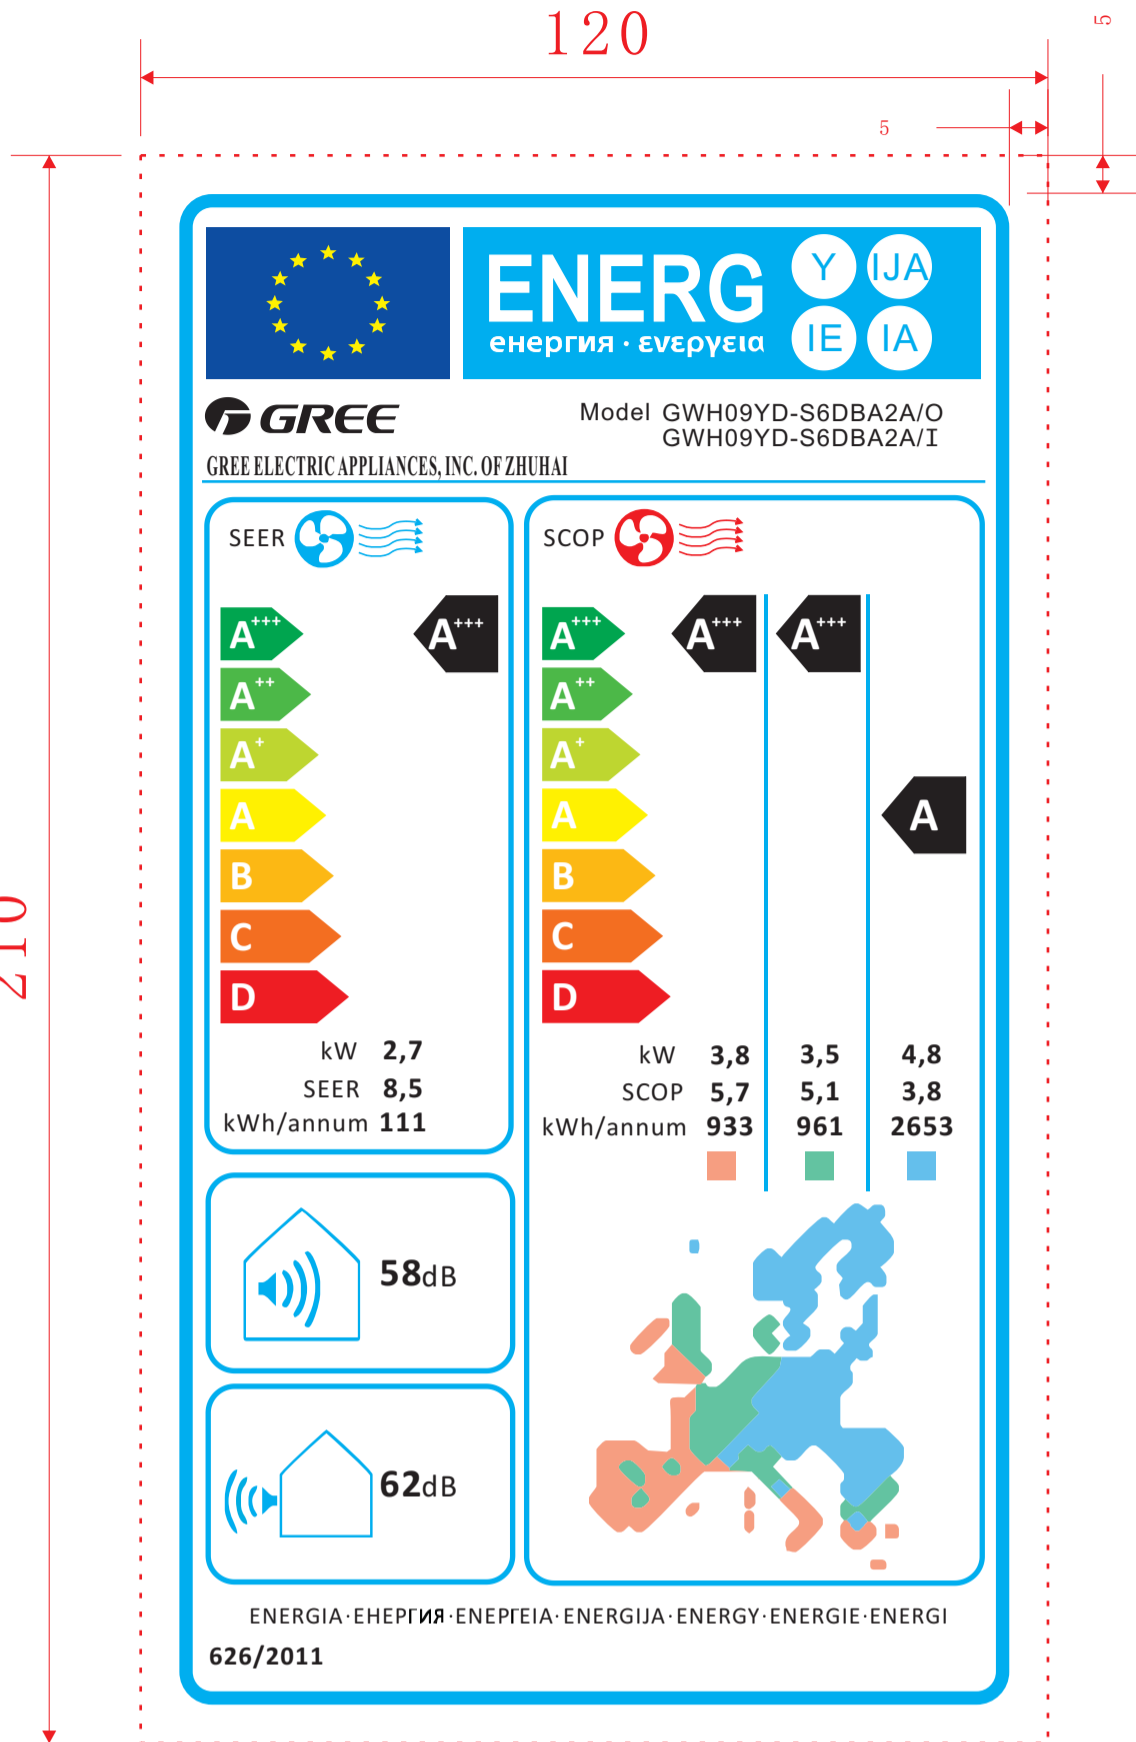 120
5
5
210
ENERG
енергия · ενεργεια
Y
IJA
IE
IA
GREE
Model GWH09YD-S6DBA2A/O
GWH09YD-S6DBA2A/I
GREE ELECTRIC APPLIANCES, INC. OF ZHUHAI
SEER
A+++
A+++
A++
A+
A
B
C
D
kW 2,7
SEER 8,5
kWh/annum 111
SCOP
A+++
A+++
A+++
A++
A+
A
A
B
C
D
kW 3,8 3,5 4,8
SCOP 5,7 5,1 3,8
kWh/annum 933 961 2653
58dB
62dB
ENERGIA·ЕНЕРГИЯ·ΕΝΕΡΓΕΙΑ·ENERGIJA·ENERGY·ENERGIE·ENERGI
626/2011